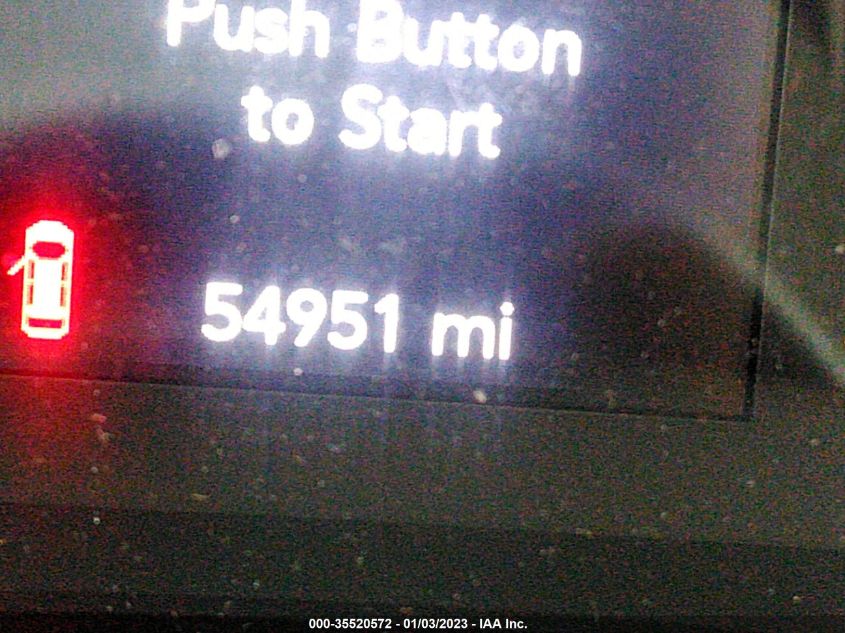 Push Button
to Start
54951 mi
000-35520572 - 01/03/2023 - IAA Inc.